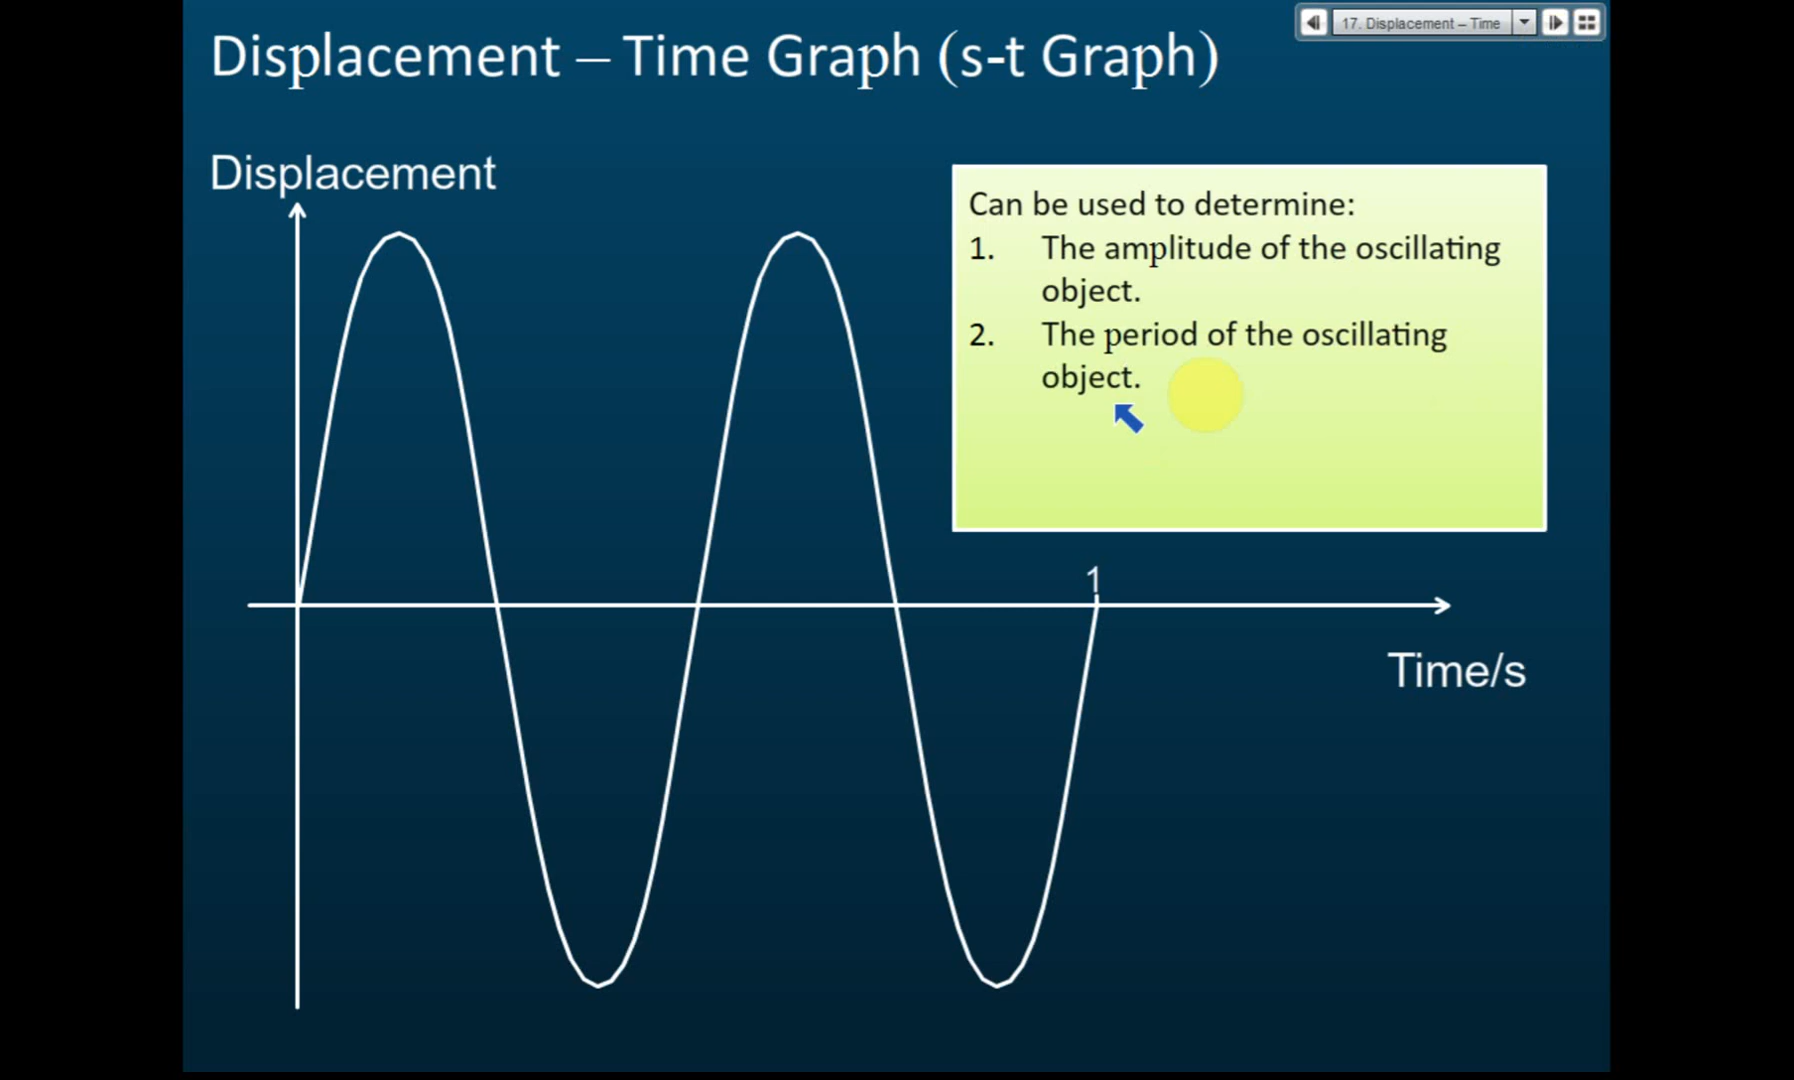 17. Displacement – Time
Displacement – Time Graph (s-t Graph)
Displacement
Can be used to determine:
1. The amplitude of the oscillating
object.
2. The period of the oscillating
object.
1
Time/s